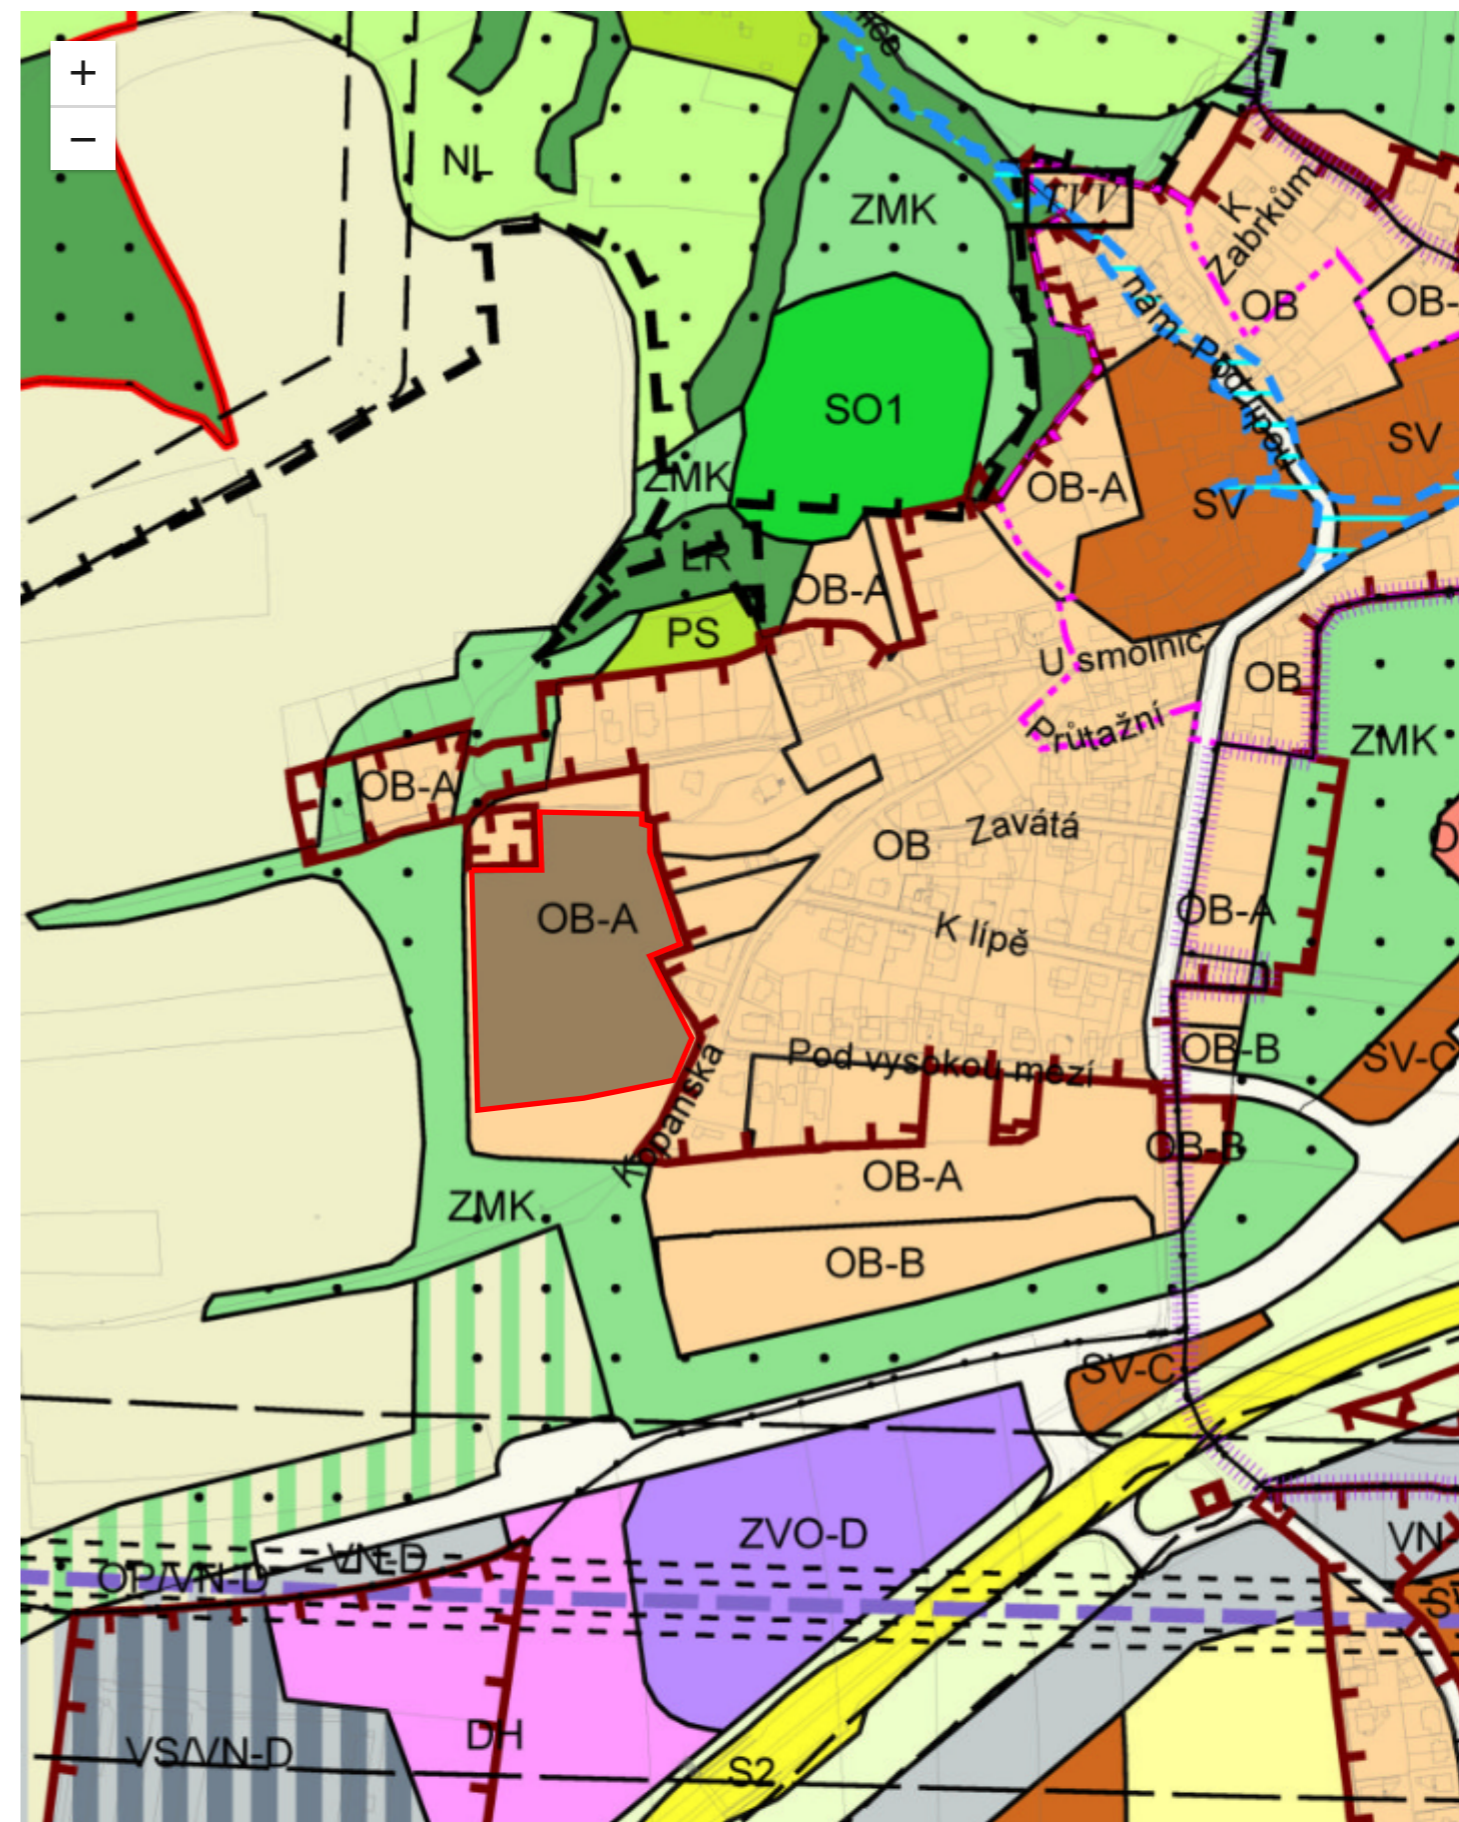 +
−
NL
ZMK
TVV
K
Zabrkům
OB
OB-
nám. Pod lípou
SO1
SV
ZMK
OB-A
SV
LR
OB-A
PS
U smolnic
OB
Průtažní
ZMK
OB-A
Zavátá
OB
D
OB-A
OB-A
K lípě
OB-B
SV-C
Pod vysokou mezí
Kopaninská
OB-B
OB-A
ZMK
OB-B
SV-C
ZVO-D
VN-D
OP/VN-D
VN-
DH
VS/VN-D
S2